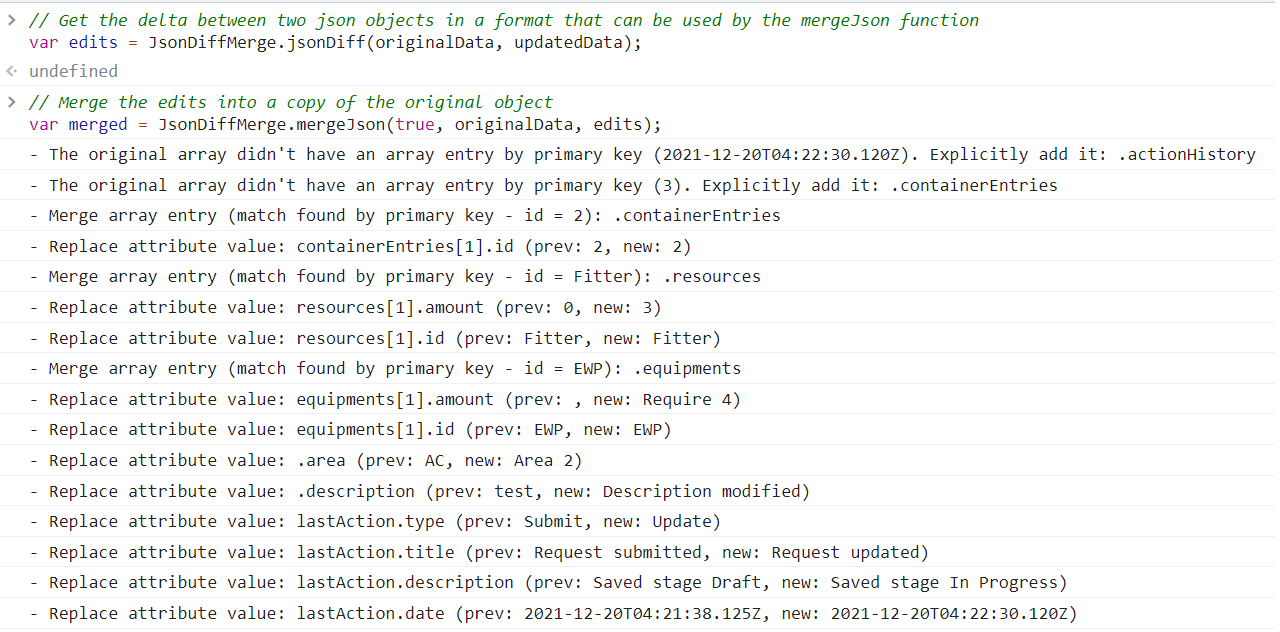 > // Get the delta between two json objects in a format that can be used by the mergeJson function
var edits = JsonDiffMerge.jsonDiff(originalData, updatedData);
undefined
> // Merge the edits into a copy of the original object
var merged = JsonDiffMerge.mergeJson(true, originalData, edits);
- The original array didn't have an array entry by primary key (2021-12-20T04:22:30.120Z). Explicitly add it: .actionHistory
- The original array didn't have an array entry by primary key (3). Explicitly add it: .containerEntries
- Merge array entry (match found by primary key - id = 2): .containerEntries
- Replace attribute value: containerEntries[1].id (prev: 2, new: 2)
- Merge array entry (match found by primary key - id = Fitter): .resources
- Replace attribute value: resources[1].amount (prev: 0, new: 3)
- Replace attribute value: resources[1].id (prev: Fitter, new: Fitter)
- Merge array entry (match found by primary key - id = EWP): .equipments
- Replace attribute value: equipments[1].amount (prev: , new: Require 4)
- Replace attribute value: equipments[1].id (prev: EWP, new: EWP)
- Replace attribute value: .area (prev: AC, new: Area 2)
- Replace attribute value: .description (prev: test, new: Description modified)
- Replace attribute value: lastAction.type (prev: Submit, new: Update)
- Replace attribute value: lastAction.title (prev: Request submitted, new: Request updated)
- Replace attribute value: lastAction.description (prev: Saved stage Draft, new: Saved stage In Progress)
- Replace attribute value: lastAction.date (prev: 2021-12-20T04:21:38.125Z, new: 2021-12-20T04:22:30.120Z)